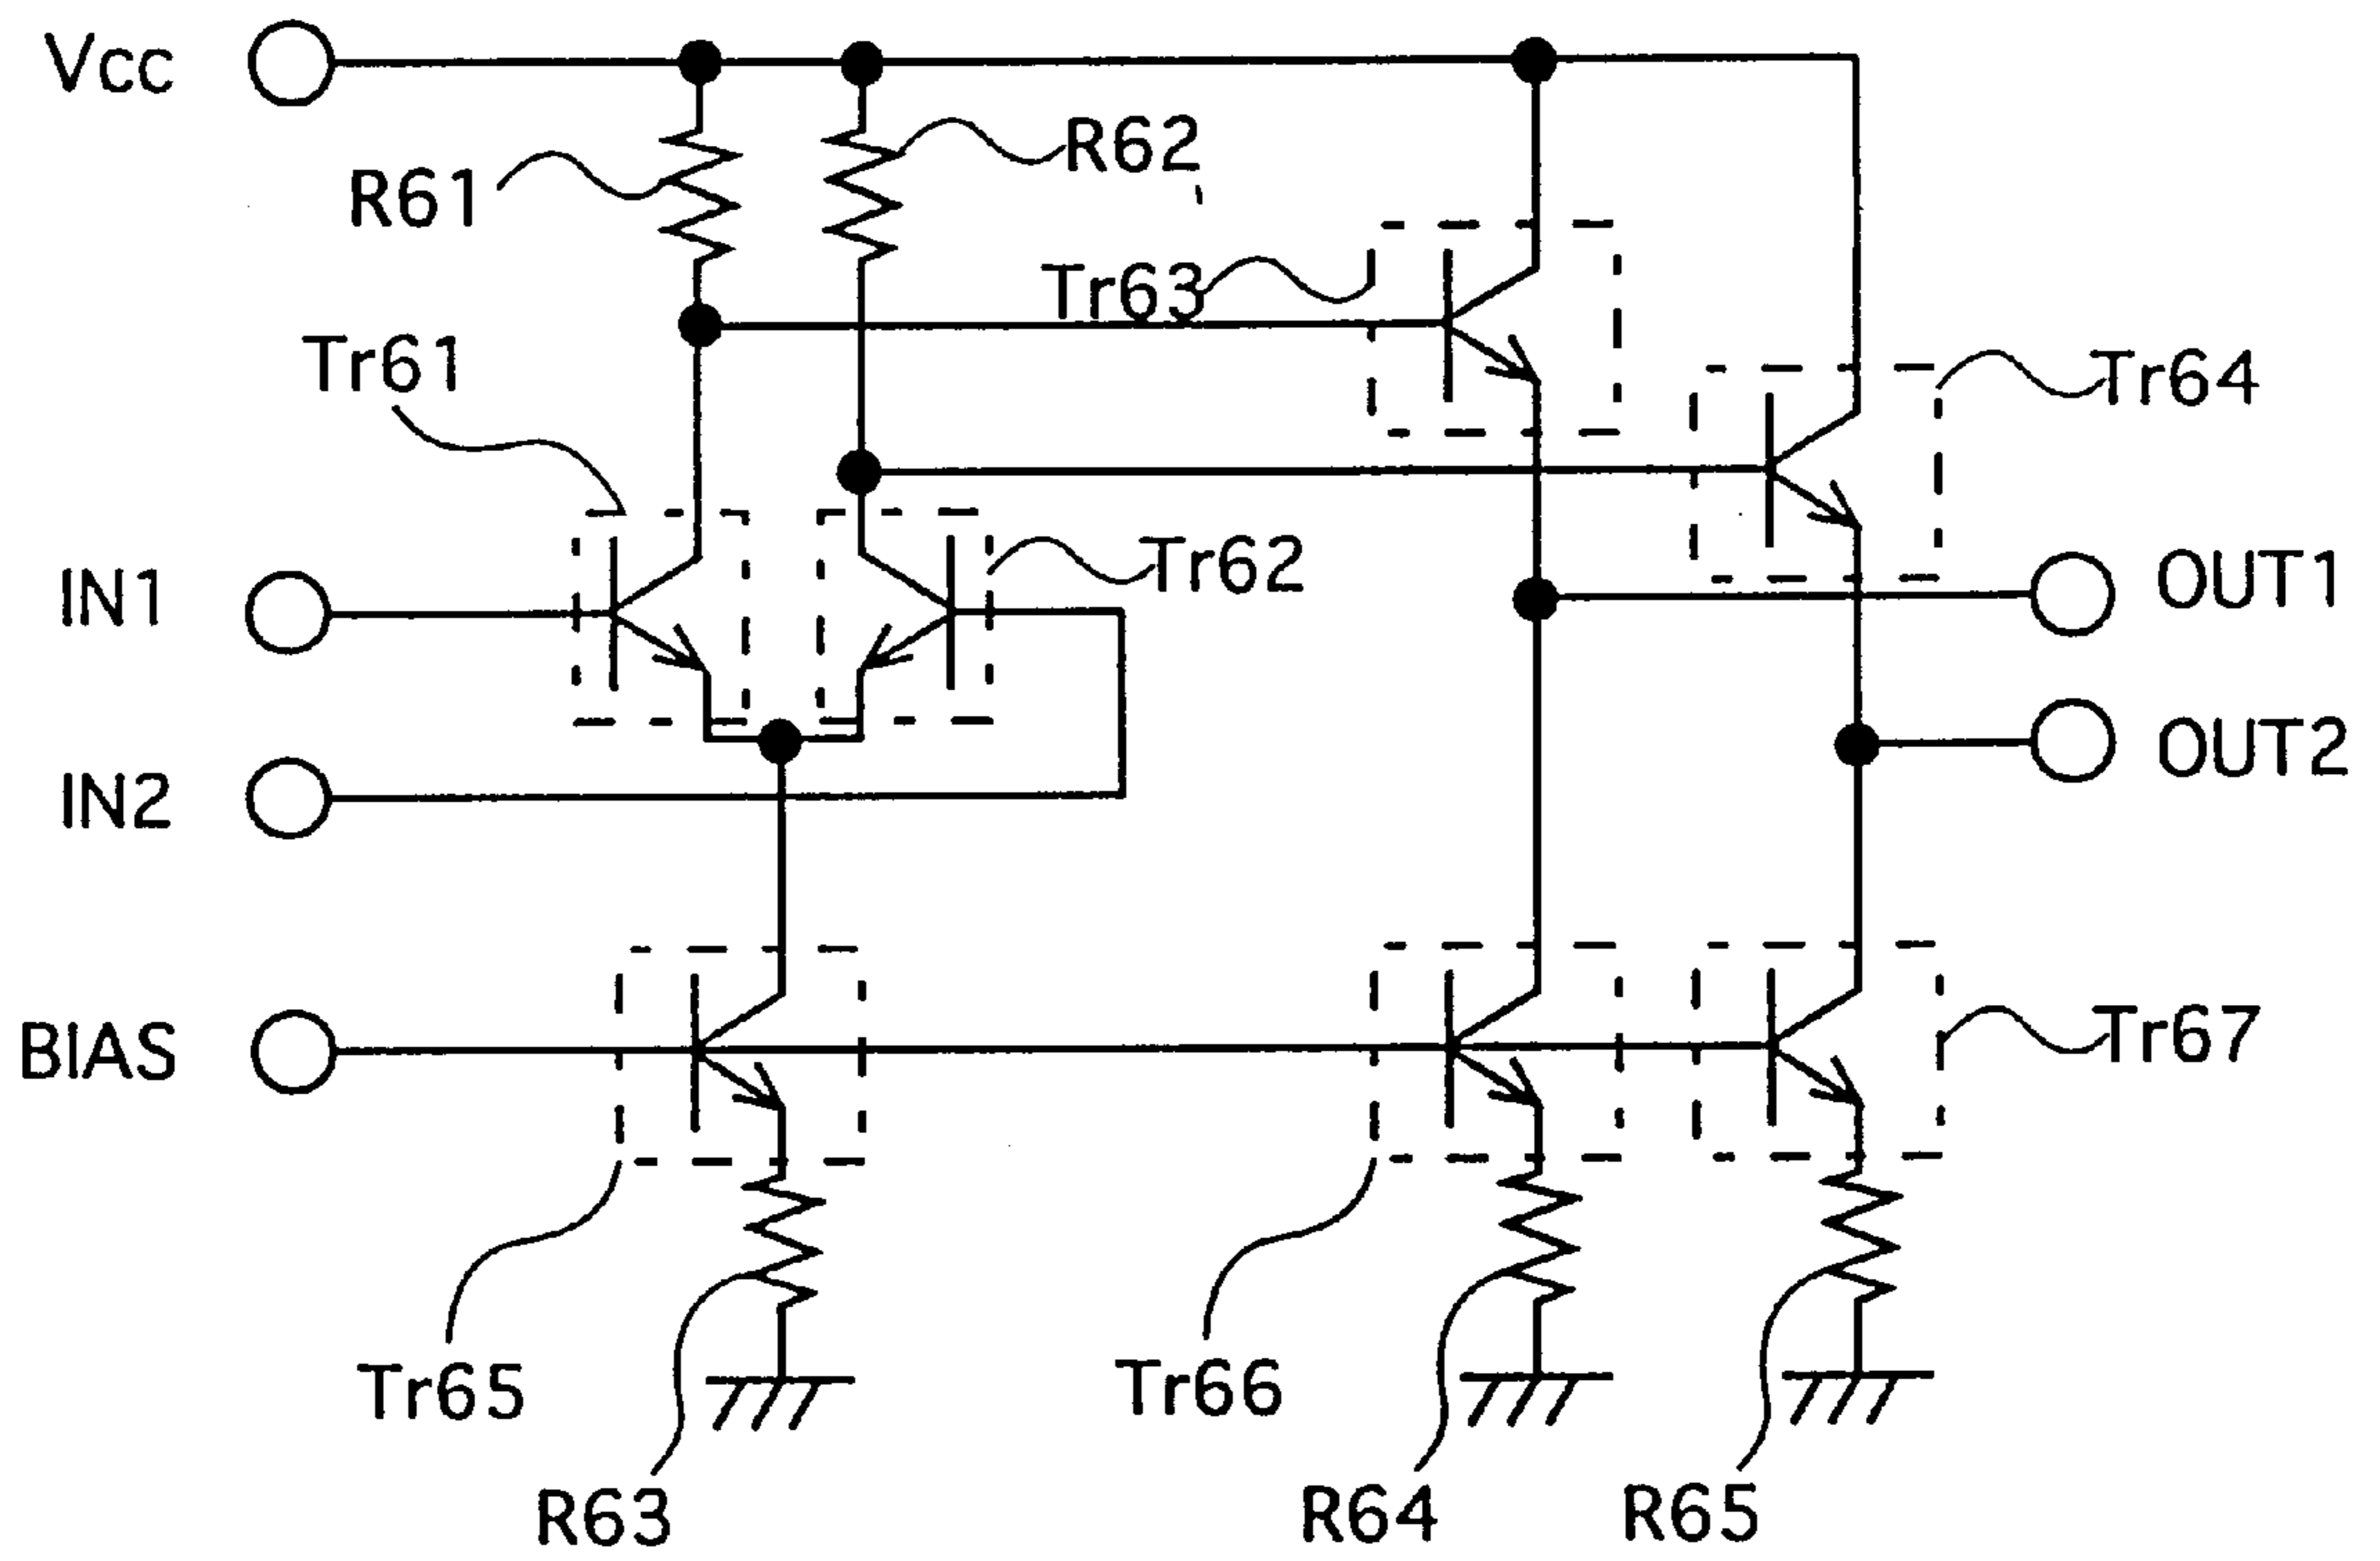 Vcc
R62
R61
Tr63
Tr61
Tr64
Tr62
IN1
OUT1
OUT2
IN2
BIAS
Tr67
Tr65
Tr66
R63
R64
R65